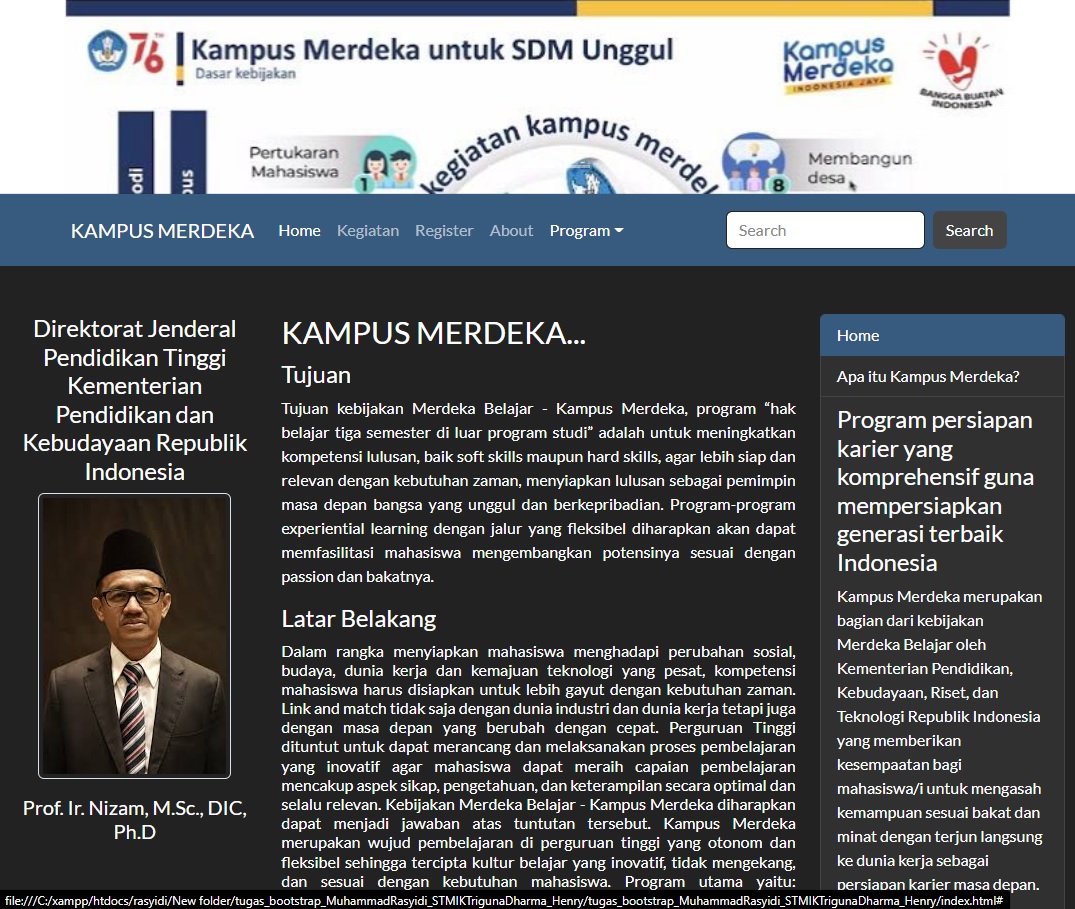 76
TH
Kampus Merdeka untuk SDM Unggul
Dasar kebijakan
Kampus
Merdeka
INDONESIA JAYA
BANGGA BUATAN
INDONESIA
odi
pus
Pertukaran
Mahasiswa
1
kegiatan kampus merdek
8
Membangun
desa
KAMPUS MERDEKA Home Kegiatan Register About Program Search Search
Direktorat Jenderal
Pendidikan Tinggi
Kementerian
Pendidikan dan
Kebudayaan Republik
Indonesia
Prof. Ir. Nizam, M.Sc., DIC,
Ph.D
KAMPUS MERDEKA...
Tujuan
Tujuan kebijakan Merdeka Belajar - Kampus Merdeka, program “hak
belajar tiga semester di luar program studi” adalah untuk meningkatkan
kompetensi lulusan, baik soft skills maupun hard skills, agar lebih siap dan
relevan dengan kebutuhan zaman, menyiapkan lulusan sebagai pemimpin
masa depan bangsa yang unggul dan berkepribadian. Program-program
experiential learning dengan jalur yang fleksibel diharapkan akan dapat
memfasilitasi mahasiswa mengembangkan potensinya sesuai dengan
passion dan bakatnya.
Latar Belakang
Dalam rangka menyiapkan mahasiswa menghadapi perubahan sosial,
budaya, dunia kerja dan kemajuan teknologi yang pesat, kompetensi
mahasiswa harus disiapkan untuk lebih gayut dengan kebutuhan zaman.
Link and match tidak saja dengan dunia industri dan dunia kerja tetapi juga
dengan masa depan yang berubah dengan cepat. Perguruan Tinggi
dituntut untuk dapat merancang dan melaksanakan proses pembelajaran
yang inovatif agar mahasiswa dapat meraih capaian pembelajaran
mencakup aspek sikap, pengetahuan, dan keterampilan secara optimal dan
selalu relevan. Kebijakan Merdeka Belajar - Kampus Merdeka diharapkan
dapat menjadi jawaban atas tuntutan tersebut. Kampus Merdeka
merupakan wujud pembelajaran di perguruan tinggi yang otonom dan
fleksibel sehingga tercipta kultur belajar yang inovatif, tidak mengekang,
dan sesuai dengan kebutuhan mahasiswa. Program utama yaitu:
Home
Apa itu Kampus Merdeka?
Program persiapan
karier yang
komprehensif guna
mempersiapkan
generasi terbaik
Indonesia
Kampus Merdeka merupakan
bagian dari kebijakan
Merdeka Belajar oleh
Kementerian Pendidikan,
Kebudayaan, Riset, dan
Teknologi Republik Indonesia
yang memberikan
kesempaatan bagi
mahasiswa/i untuk mengasah
kemampuan sesuai bakat dan
minat dengan terjun langsung
ke dunia kerja sebagai
persiapan karier masa depan.
file:///C:/xampp/htdocs/rasyidi/New folder/tugas_bootstrap_MuhammadRasyidi_STMIKTrigunaDharma_Henry/tugas_bootstrap_MuhammadRasyidi_STMIKTrigunaDharma_Henry/index.html#